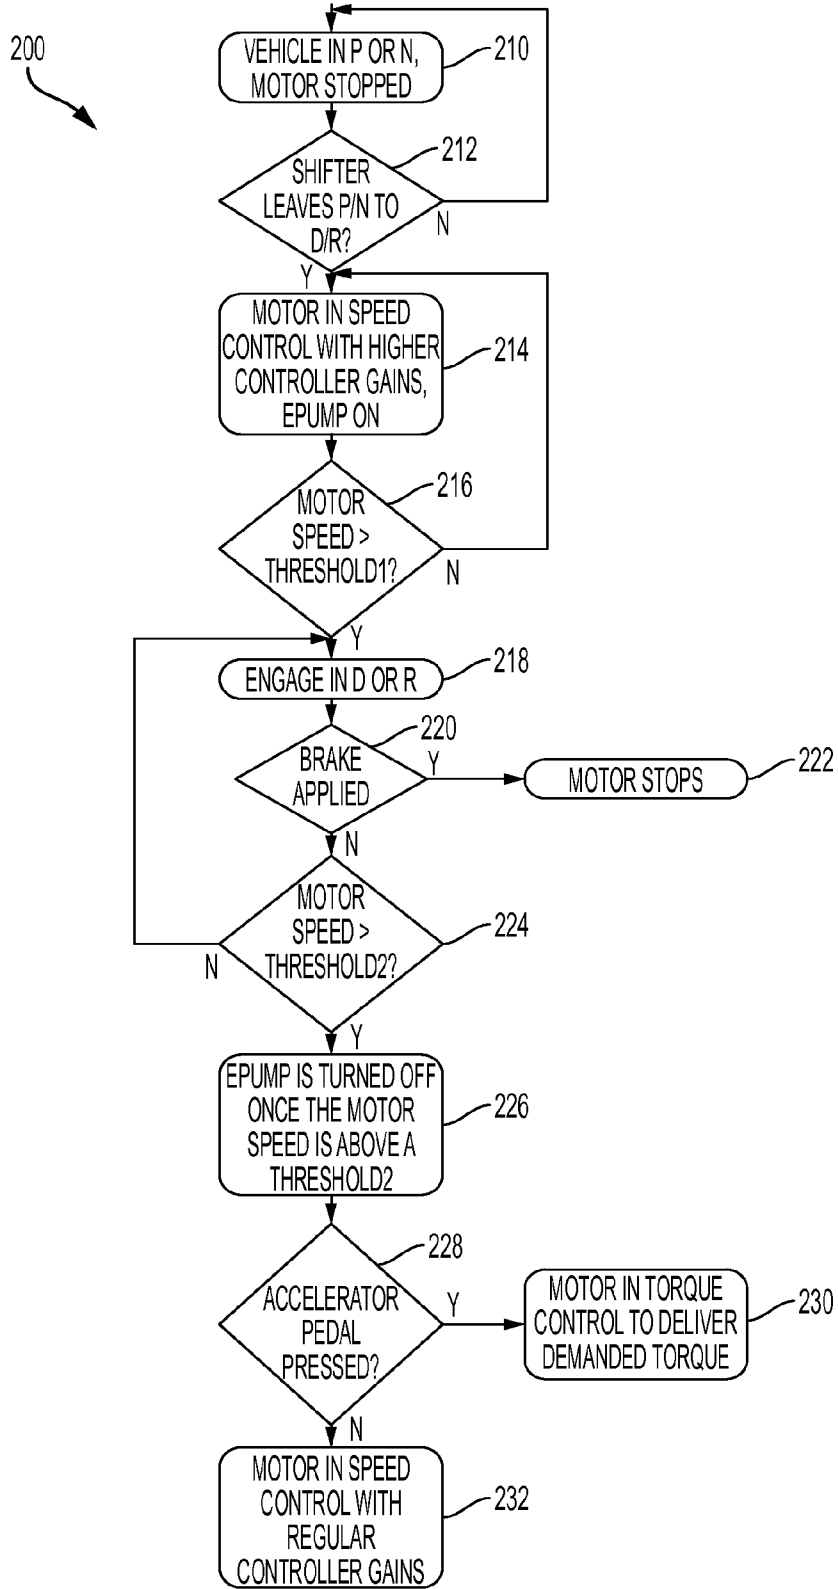 200
VEHICLE IN P OR N,
MOTOR STOPPED
210
SHIFTER
LEAVES P/N TO
D/R?
212
N
Y
MOTOR IN SPEED
CONTROL WITH HIGHER
CONTROLLER GAINS,
EPUMP ON
214
MOTOR
SPEED >
THRESHOLD1?
216
N
Y
ENGAGE IN D OR R
218
BRAKE
APPLIED
220
Y
MOTOR STOPS
222
N
MOTOR
SPEED >
THRESHOLD2?
224
N
Y
EPUMP IS TURNED OFF
ONCE THE MOTOR
SPEED IS ABOVE A
THRESHOLD2
226
ACCELERATOR
PEDAL
PRESSED?
228
Y
MOTOR IN TORQUE
CONTROL TO DELIVER
DEMANDED TORQUE
230
N
MOTOR IN SPEED
CONTROL WITH
REGULAR
CONTROLLER GAINS
232